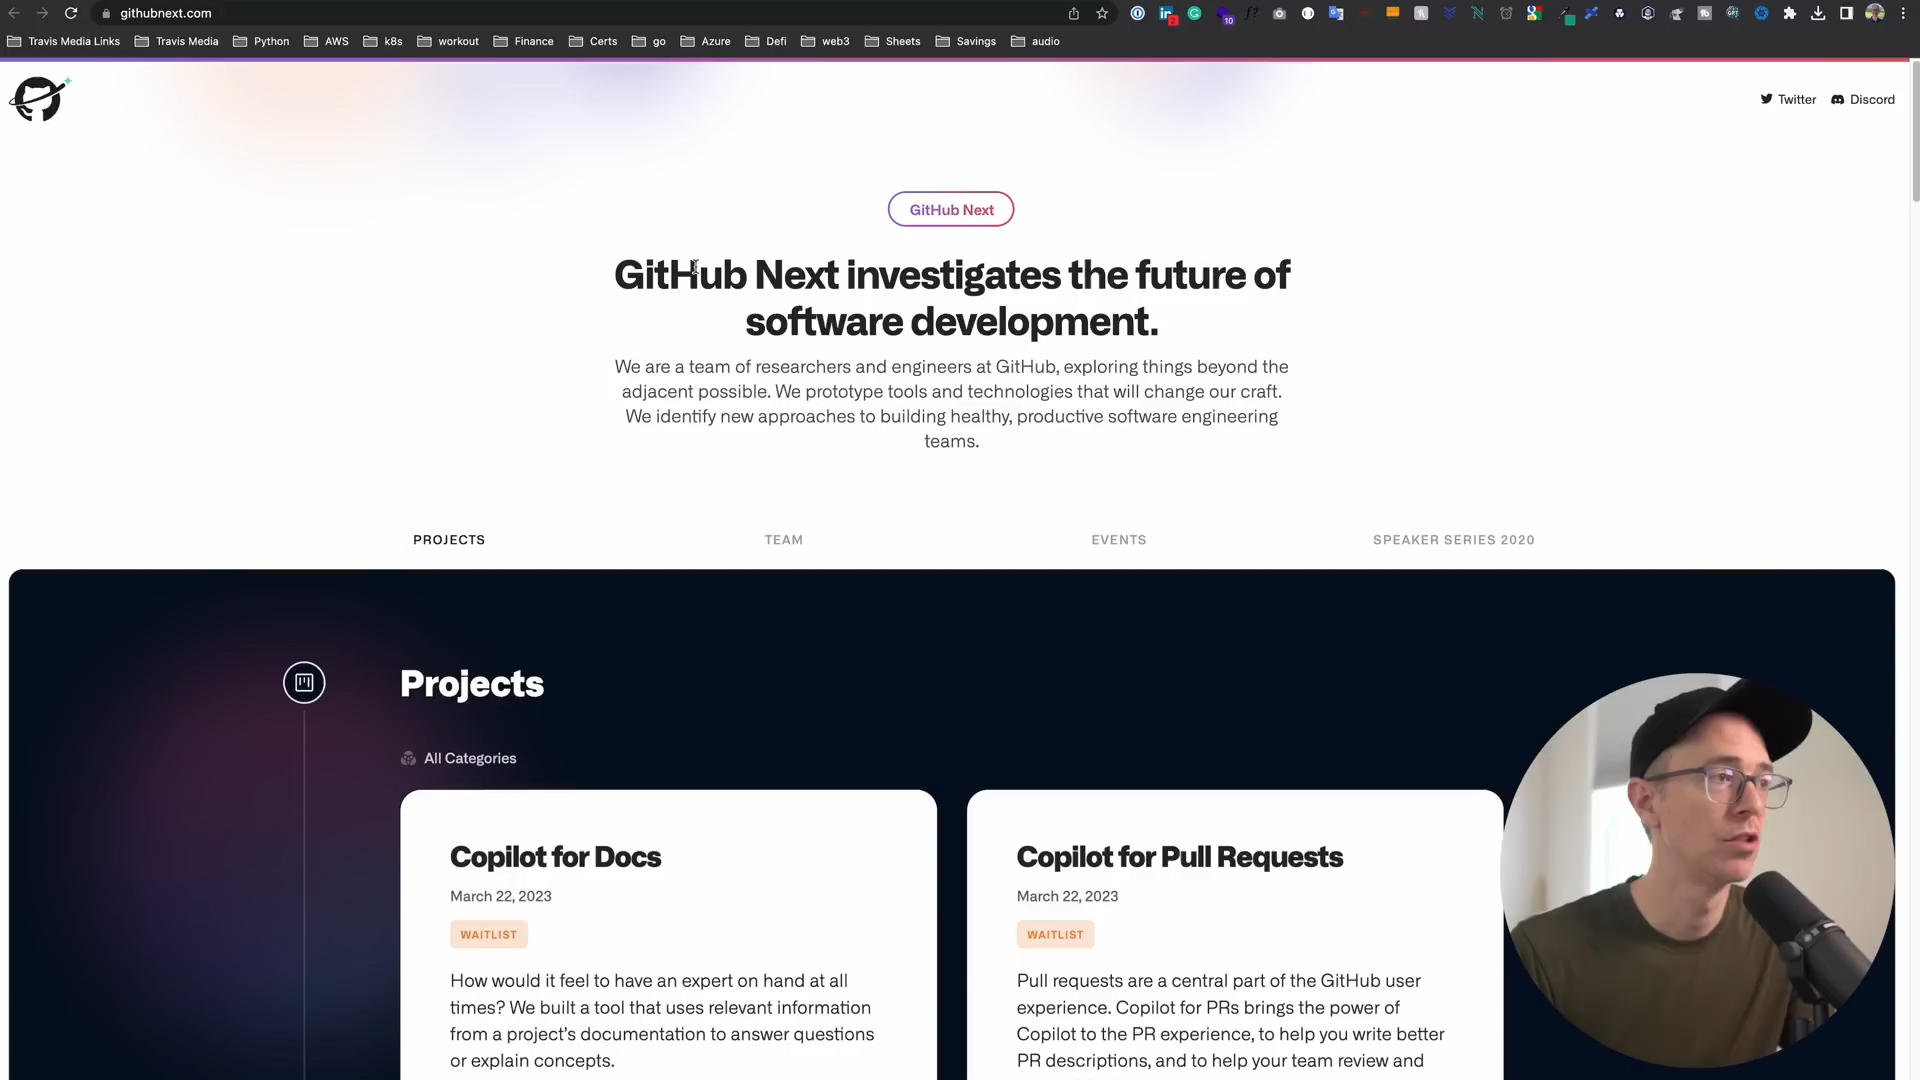 githubnext.com
2
10
Travis Media Links
Travis Media
Python
AWS
k8s
workout
Finance
Certs
go
Azure
Defi
web3
Sheets
Savings
audio
Twitter
Discord
GitHub Next
GitHub Next investigates the future of
software development.
We are a team of researchers and engineers at GitHub, exploring things beyond the
adjacent possible. We prototype tools and technologies that will change our craft.
We identify new approaches to building healthy, productive software engineering
teams.
PROJECTS
TEAM
EVENTS
SPEAKER SERIES 2020
Projects
All Categories
Copilot for Docs
March 22, 2023
WAITLIST
How would it feel to have an expert on hand at all
times? We built a tool that uses relevant information
from a project's documentation to answer questions
or explain concepts.
Copilot for Pull Requests
March 22, 2023
WAITLIST
Pull requests are a central part of the GitHub user
experience. Copilot for PRs brings the power of
Copilot to the PR experience, to help you write better
PR descriptions, and to help your team review and